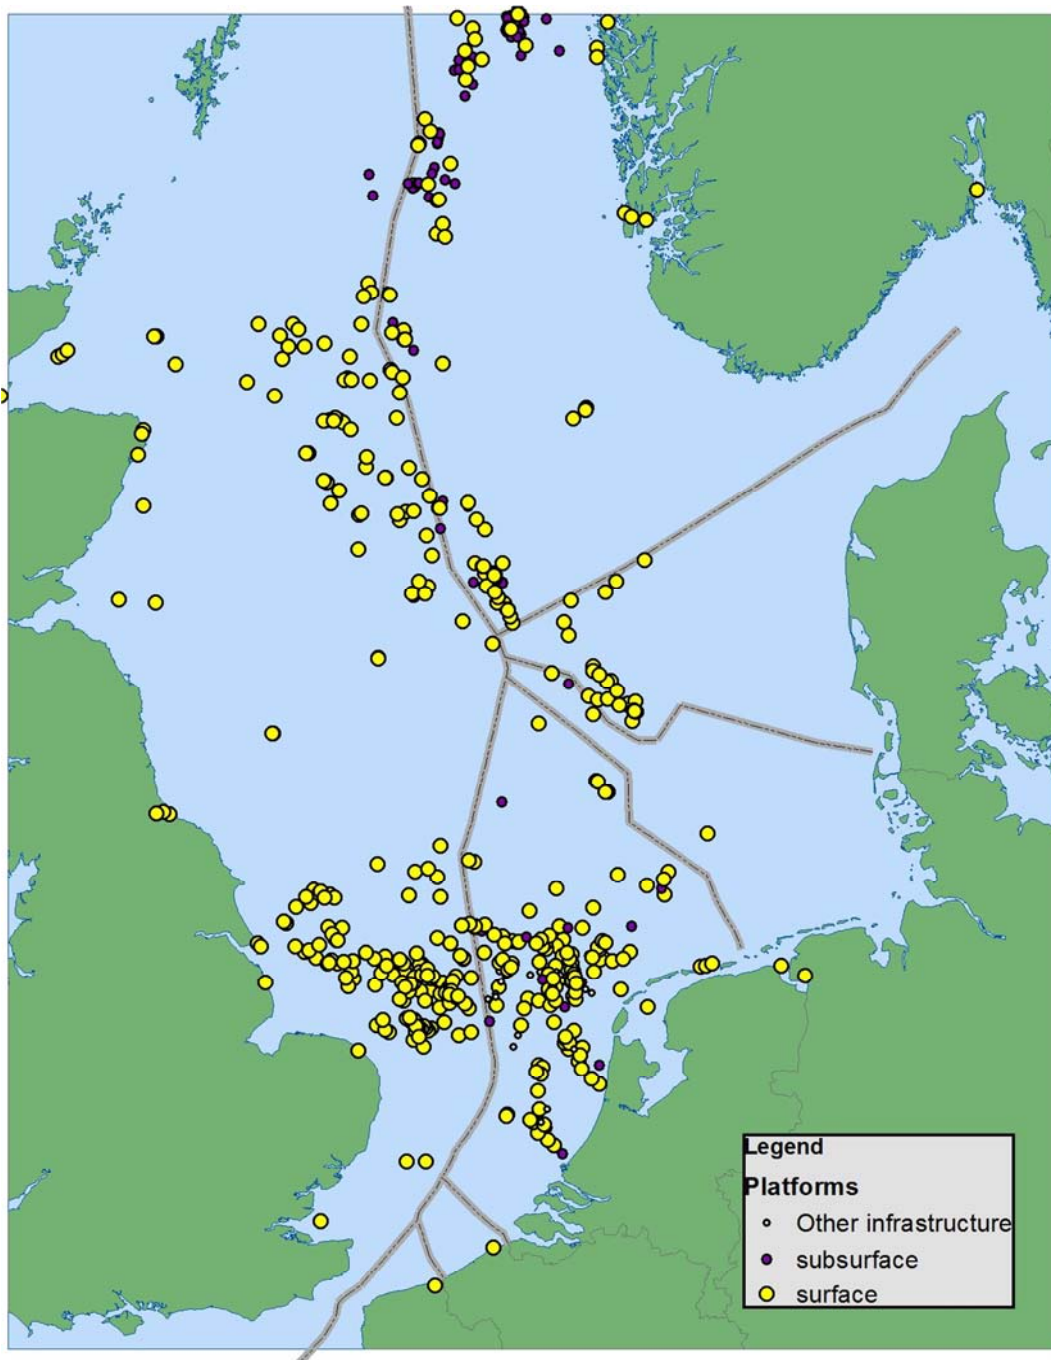 Legend
Platforms
Other infrastructure
subsurface
surface